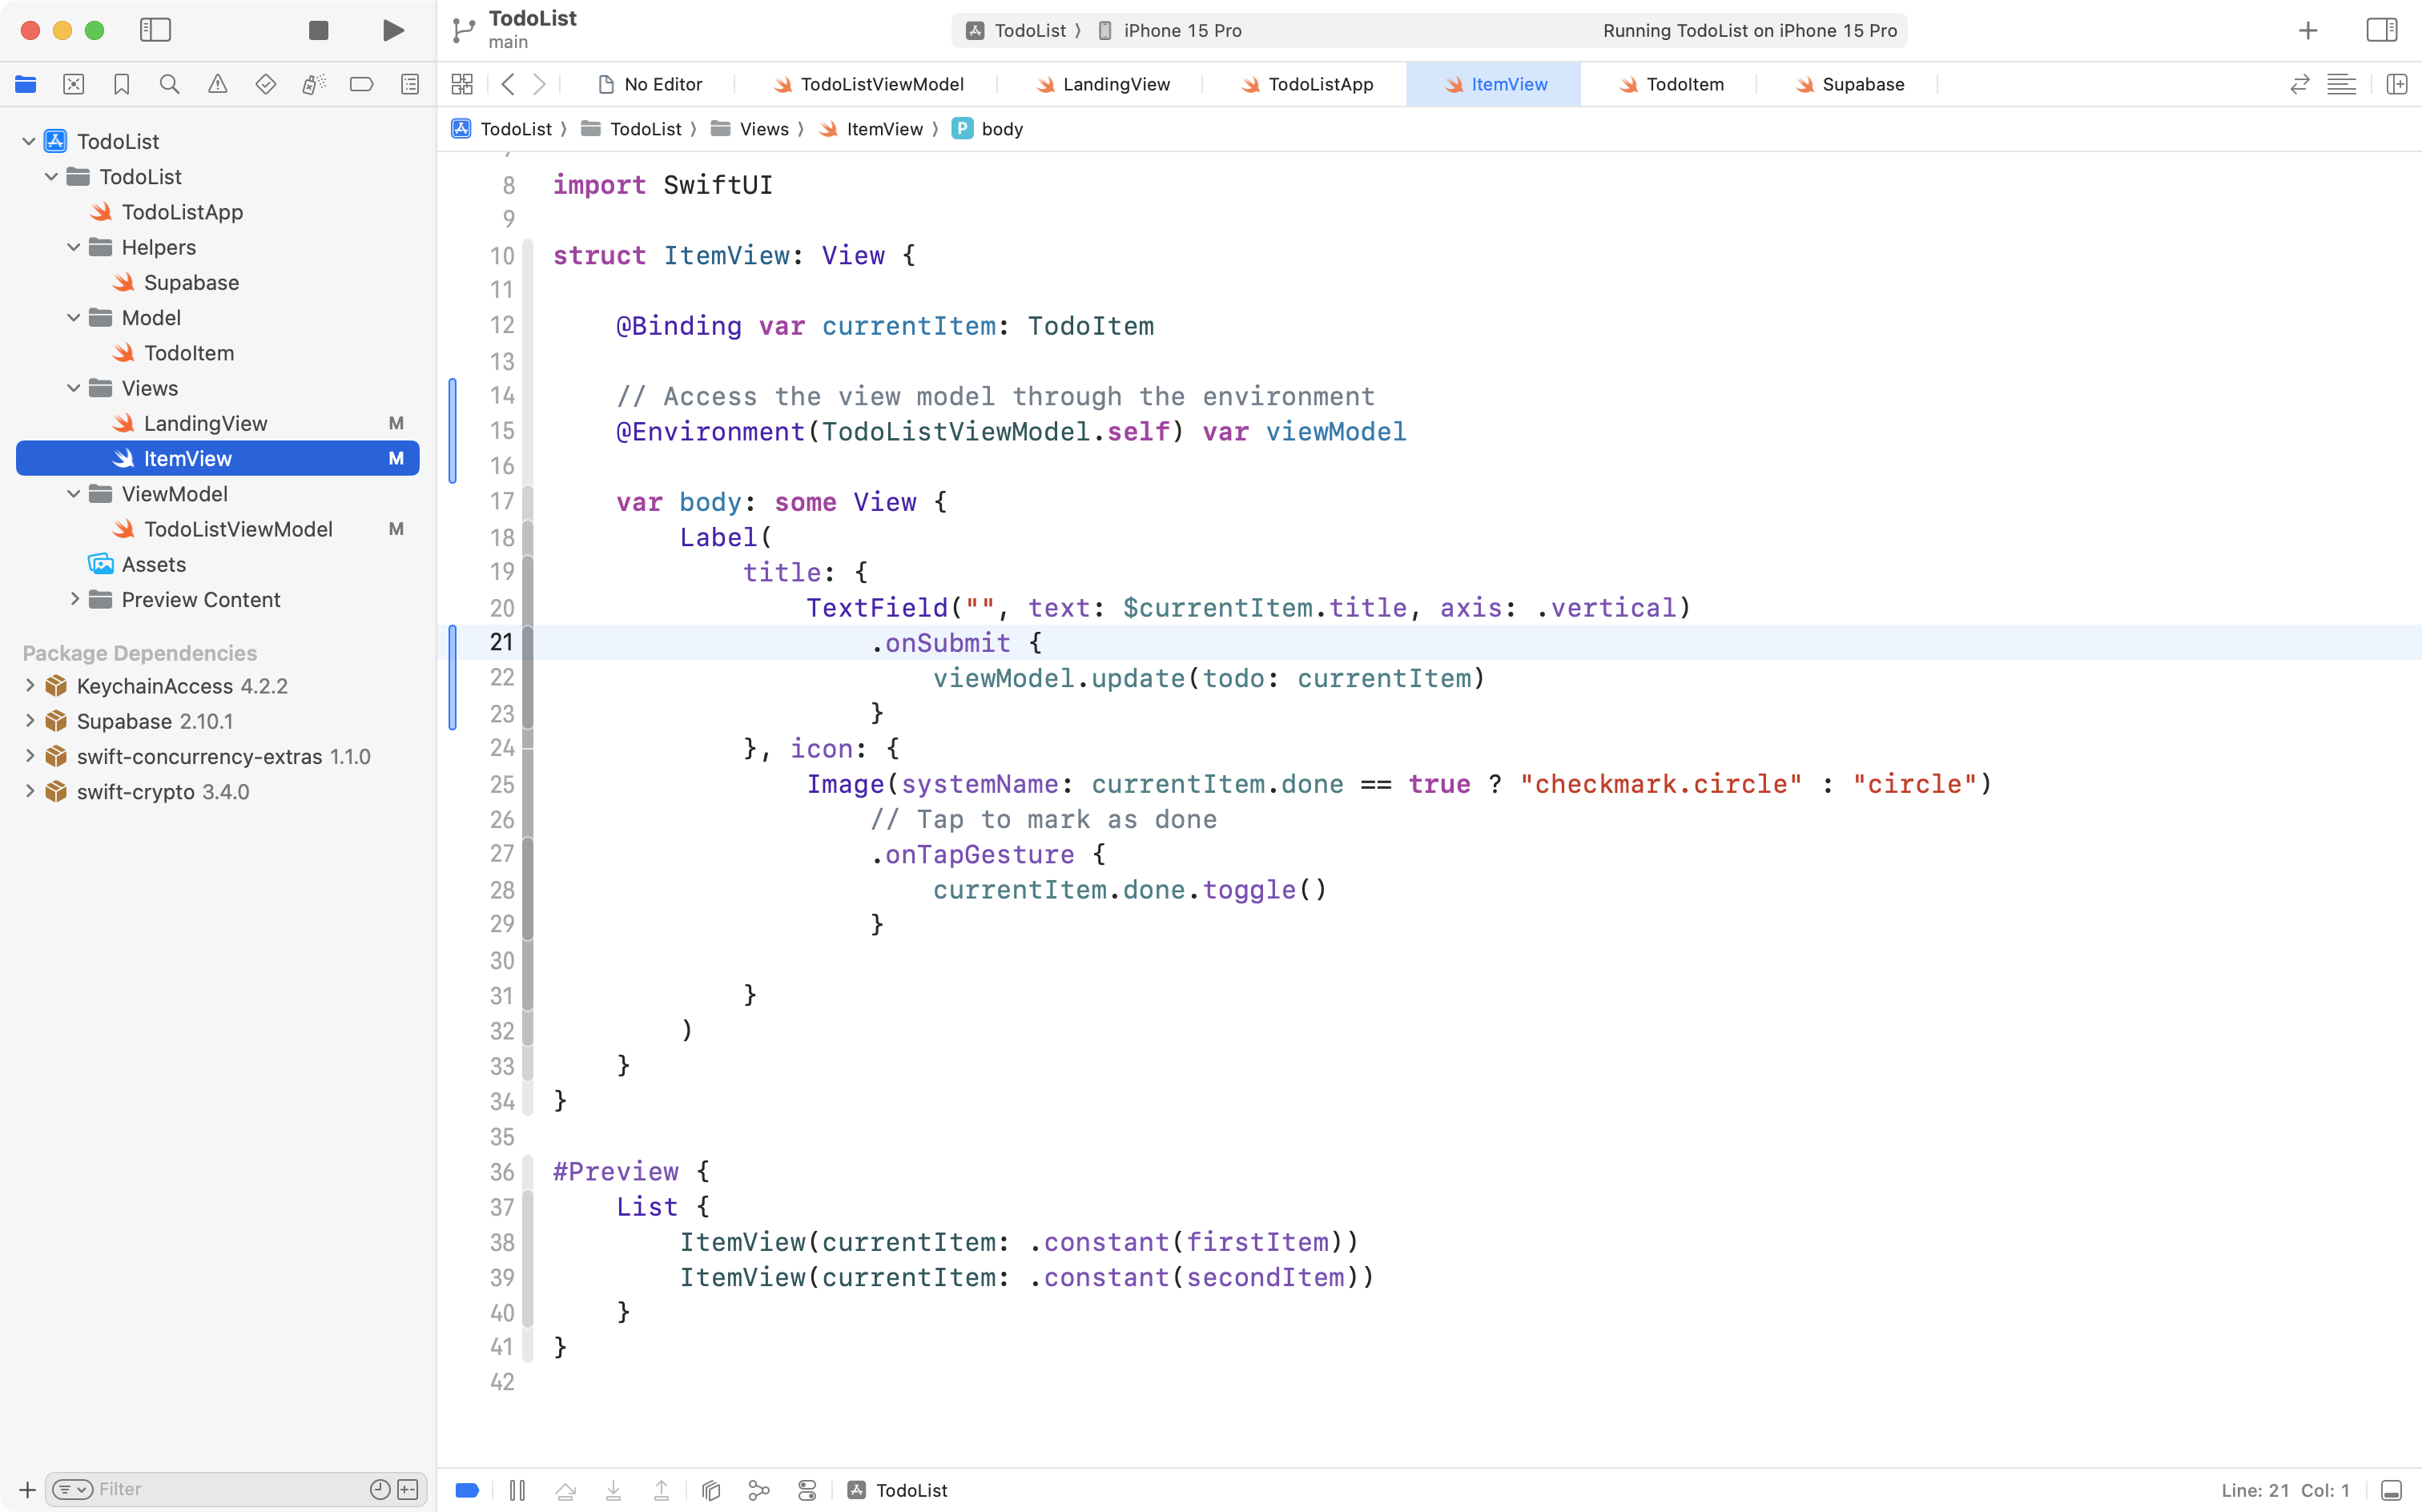 TodoList
main
TodoList 〉 iPhone 15 Pro
Running TodoList on iPhone 15 Pro
No Editor
TodoListViewModel
LandingView
TodoListApp
ItemView
TodoItem
Supabase
TodoList 〉 TodoList 〉 Views 〉 ItemView 〉 P body
TodoList
TodoList
TodoListApp
Helpers
Supabase
Model
TodoItem
Views
LandingView M
ItemView M
ViewModel
TodoListViewModel M
Assets
Preview Content
Package Dependencies
KeychainAccess 4.2.2
Supabase 2.10.1
swift-concurrency-extras 1.1.0
swift-crypto 3.4.0
Filter
8 import SwiftUI
9
10 struct ItemView: View {
11
12     @Binding var currentItem: TodoItem
13
14     // Access the view model through the environment
15     @Environment(TodoListViewModel.self) var viewModel
16
17     var body: some View {
18         Label(
19             title: {
20                 TextField("", text: $currentItem.title, axis: .vertical)
21                     .onSubmit {
22                         viewModel.update(todo: currentItem)
23                     }
24             }, icon: {
25                 Image(systemName: currentItem.done == true ? "checkmark.circle" : "circle")
26                     // Tap to mark as done
27                     .onTapGesture {
28                         currentItem.done.toggle()
29                     }
30
31             }
32         )
33     }
34 }
35
36 #Preview {
37     List {
38         ItemView(currentItem: .constant(firstItem))
39         ItemView(currentItem: .constant(secondItem))
40     }
41 }
42
TodoList
Line: 21 Col: 1